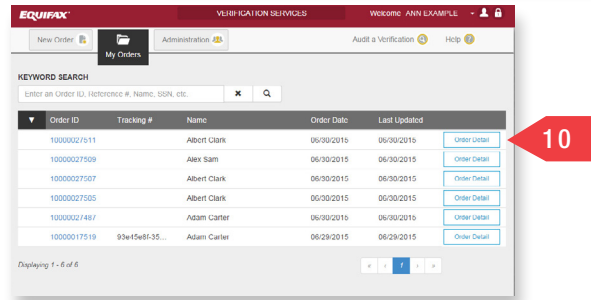 EQUIFAX VERIFICATION SERVICES Welcome ANN EXAMPLE
New Order My Orders Administration Audit a Verification Help
KEYWORD SEARCH
Enter an Order ID, Reference #, Name, SSN, etc.
Order ID Tracking # Name Order Date Last Updated
10000027511 Albert Clark 06/30/2015 06/30/2015 Order Detail
10000027509 Alex Sam 06/30/2015 06/30/2015 Order Detail
10000027507 Albert Clark 06/30/2015 06/30/2015 Order Detail
10000027505 Albert Clark 06/30/2015 06/30/2015 Order Detail
10000027487 Adam Carter 06/30/2015 06/30/2015 Order Detail
10000017519 93e45e8f-35... Adam Carter 06/29/2015 06/29/2015 Order Detail
Displaying 1 - 6 of 6 « ‹ 1 › »
10